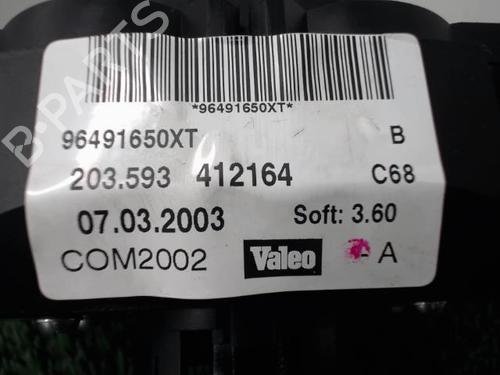 B-PARTS
*96491650XT*
96491650XT B
203.593 412164 C68
07.03.2003 Soft: 3.60
COM2002 Valeo - A